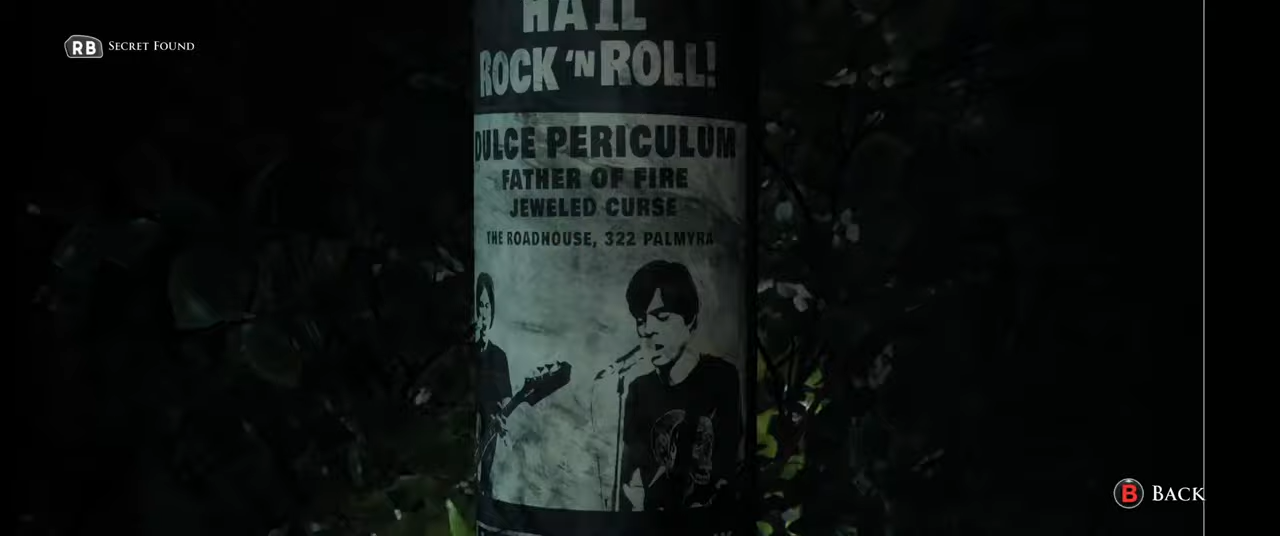 RB SECRET FOUND
HAIL
ROCK 'N ROLL!
DULCE PERICULUM
FATHER OF FIRE
JEWELED CURSE
THE ROADHOUSE, 322 PALMYRA
B BACK